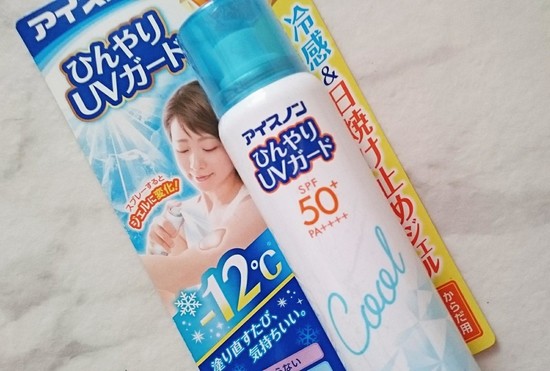 アイスノン
ひんやり
UVガード
スプレーすると
ジェルに変化!
-12℃
塗り直すたび、
気持ちいい。
らない
アイスノン
ひんやり
UVガード
SPF
50+
PA++++
Cool
冷感&日焼け止めジェル
からだ用